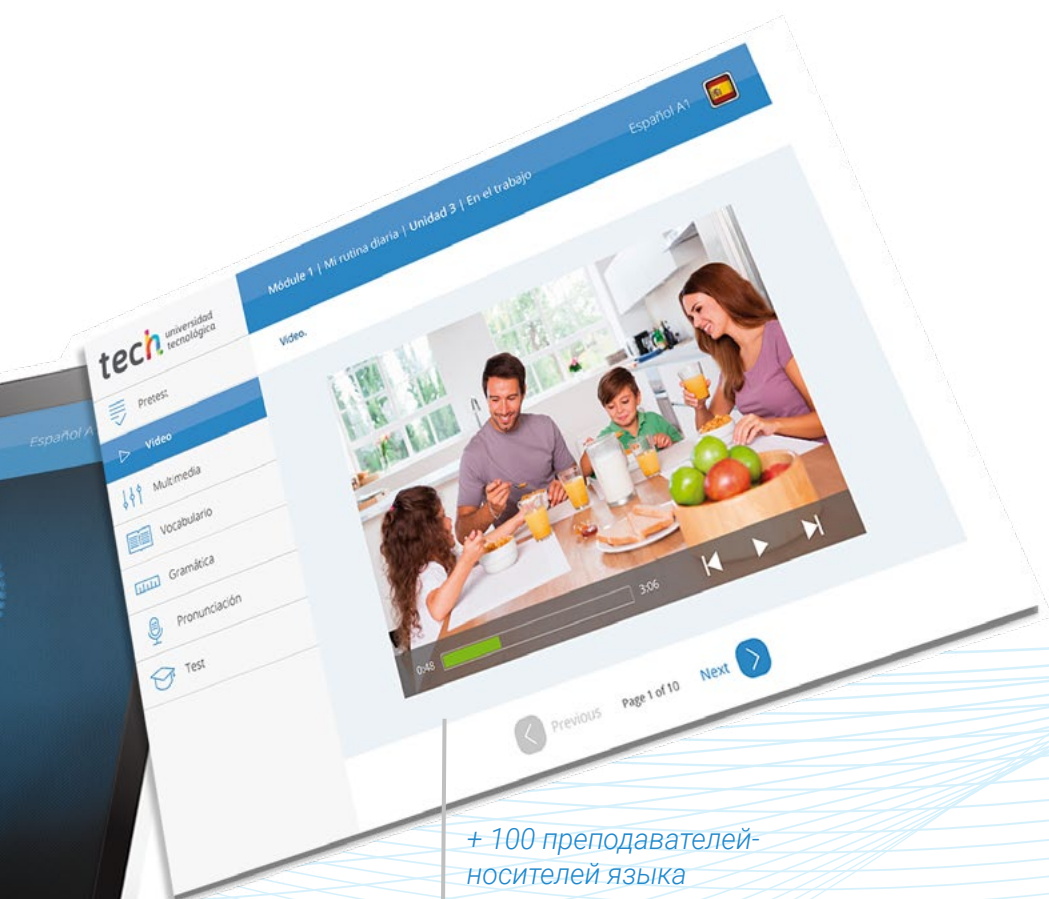 Español A1
Módule 1 | Mi rutina diaria | Unidad 3 | En el trabajo
tech universidad
tecnológica
Video.
Pretest
Video
Multimedia
Vocabulario
Gramática
Pronunciación
Test
0:48
3:06
Previous
Page 1 of 10
Next
Español A
+ 100 преподавателей-
носителей языка